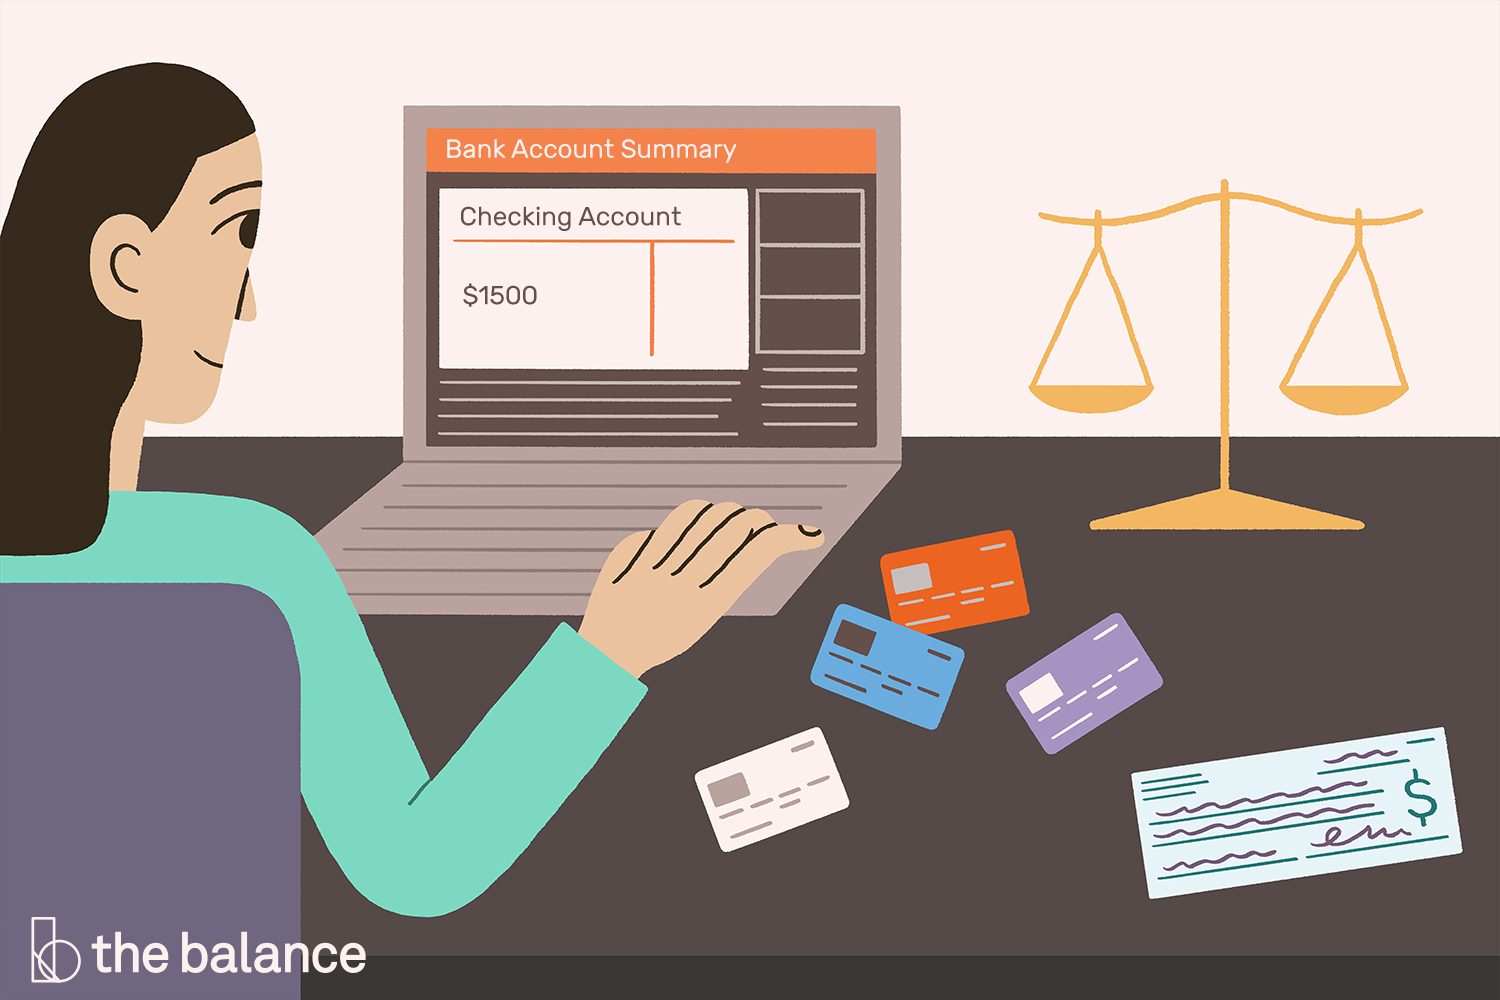 Bank Account Summary
Checking Account
$1500
$
the balance